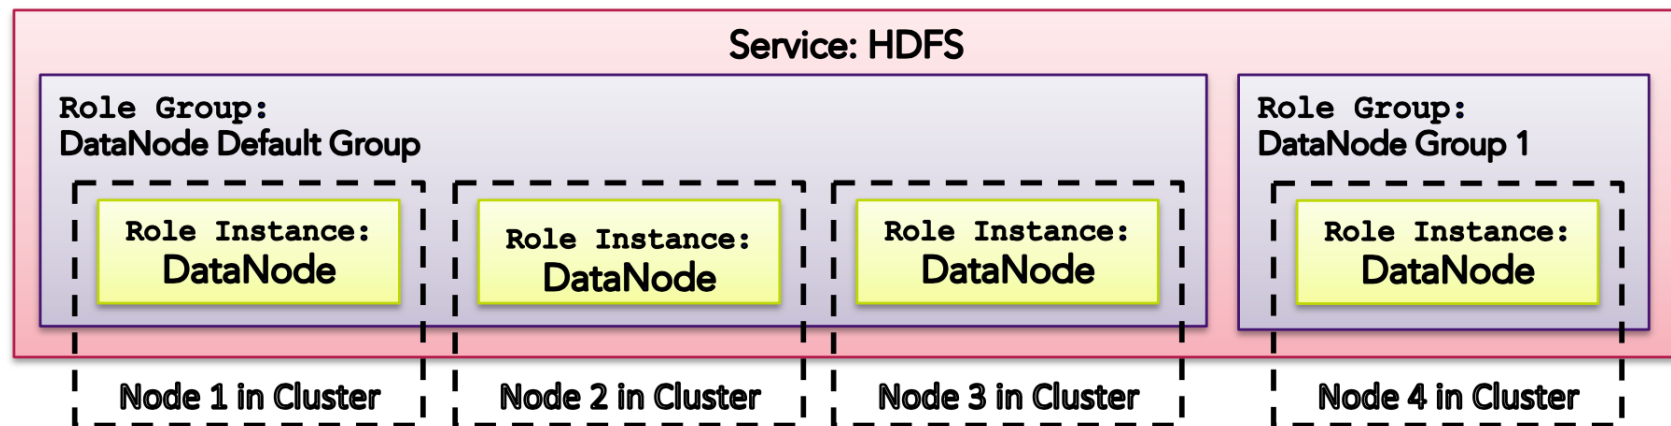 Service: HDFS
Role Group:
DataNode Default Group
Role Instance:
DataNode
Node 1 in Cluster
Role Instance:
DataNode
Node 2 in Cluster
Role Instance:
DataNode
Node 3 in Cluster
Role Group:
DataNode Group 1
Role Instance:
DataNode
Node 4 in Cluster